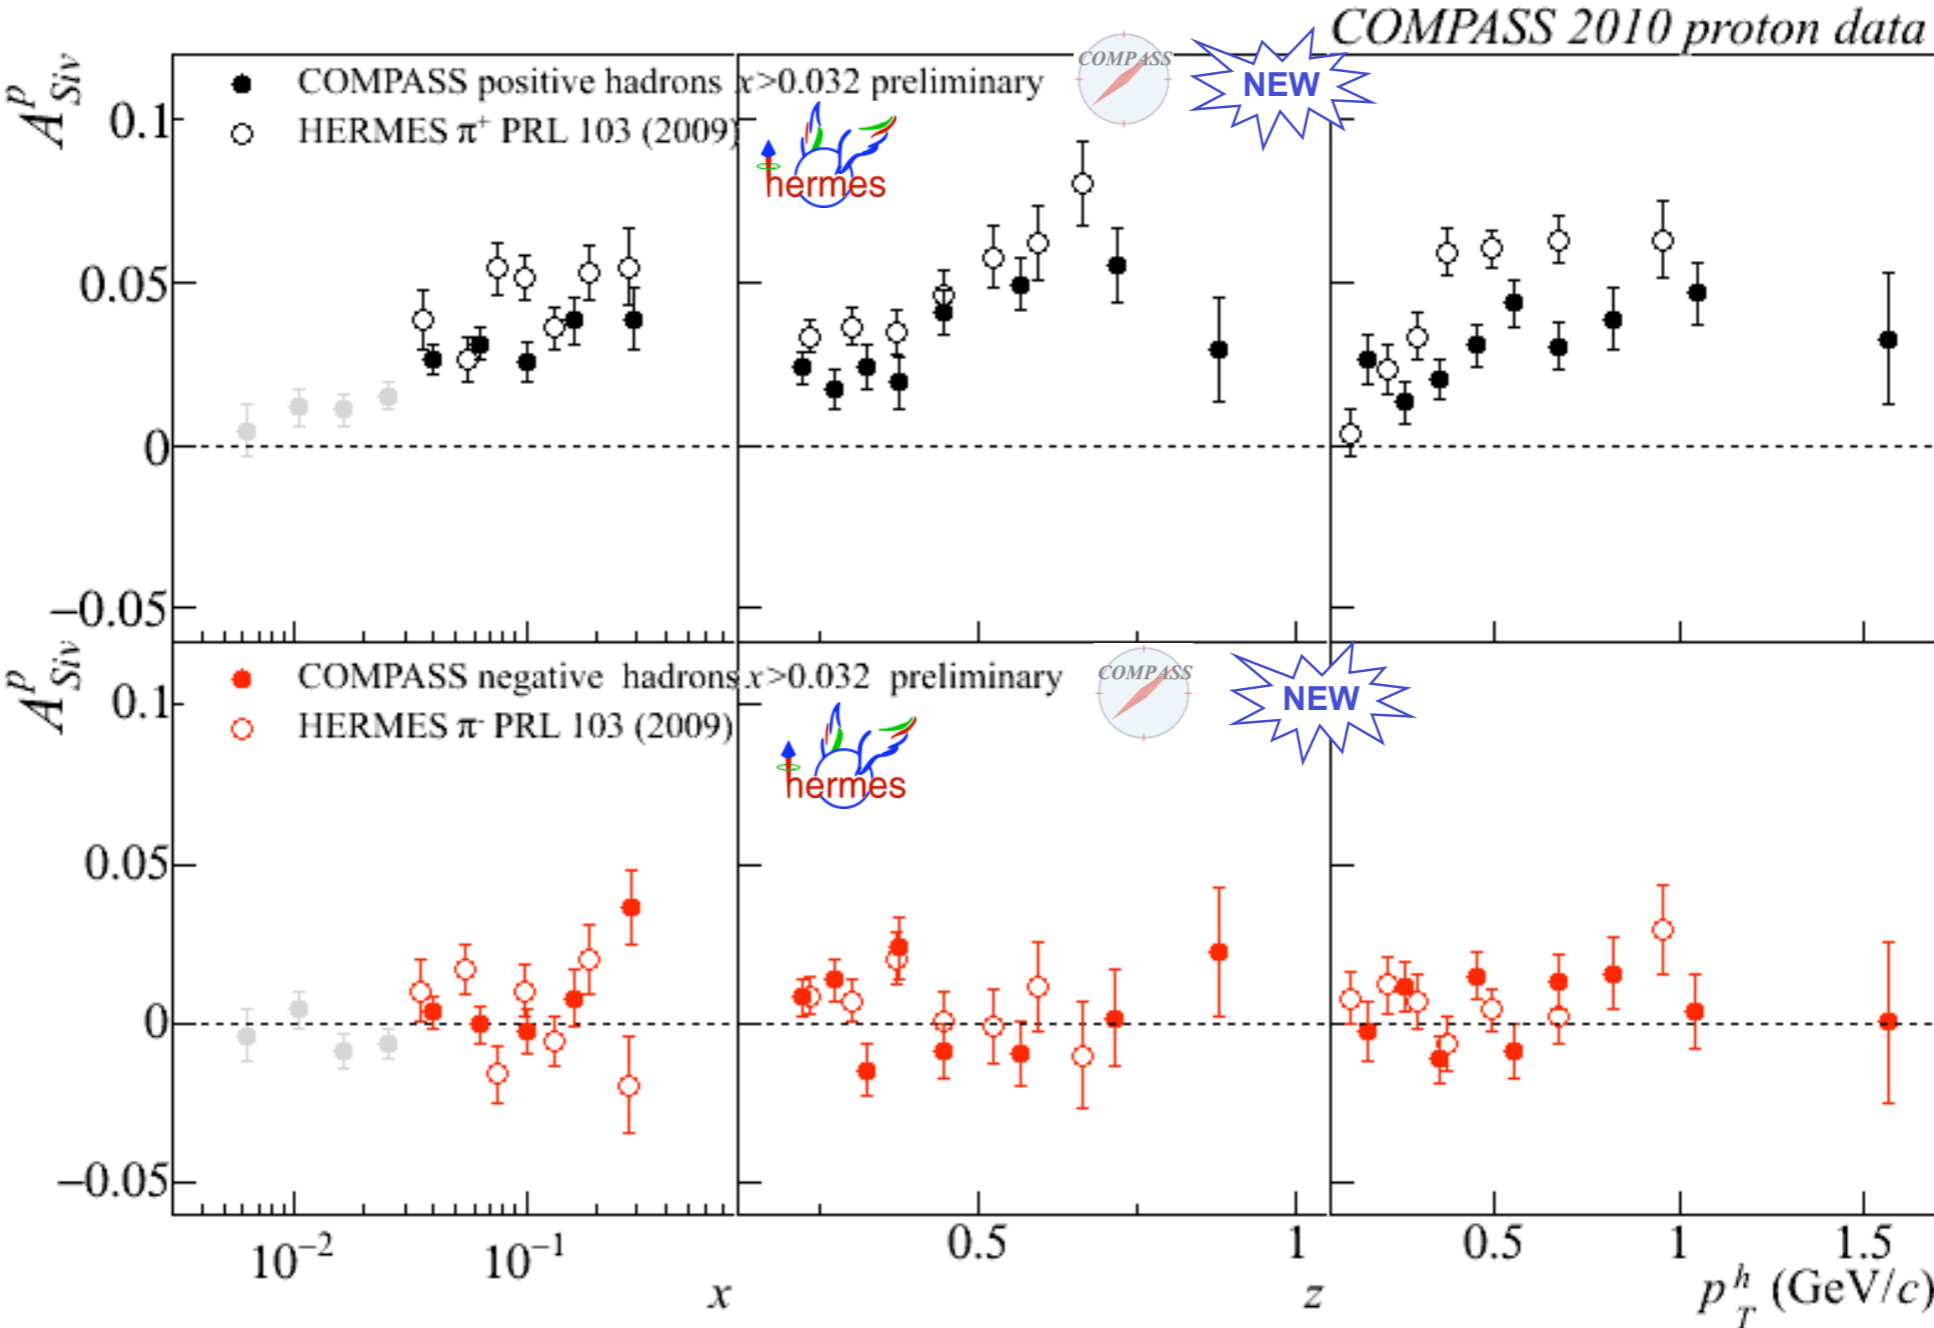 COMPASS 2010 proton data
A^p_Siv
COMPASS positive hadrons x>0.032 preliminary
HERMES π⁺ PRL 103 (2009)
COMPASS
NEW
hermes
0.1
0.05
0
−0.05
A^p_Siv
COMPASS negative hadrons x>0.032 preliminary
HERMES π⁻ PRL 103 (2009)
COMPASS
NEW
hermes
0.1
0.05
0
−0.05
10⁻² 10⁻¹ 0.5 1 0.5 1 1.5
x z p_T^h (GeV/c)